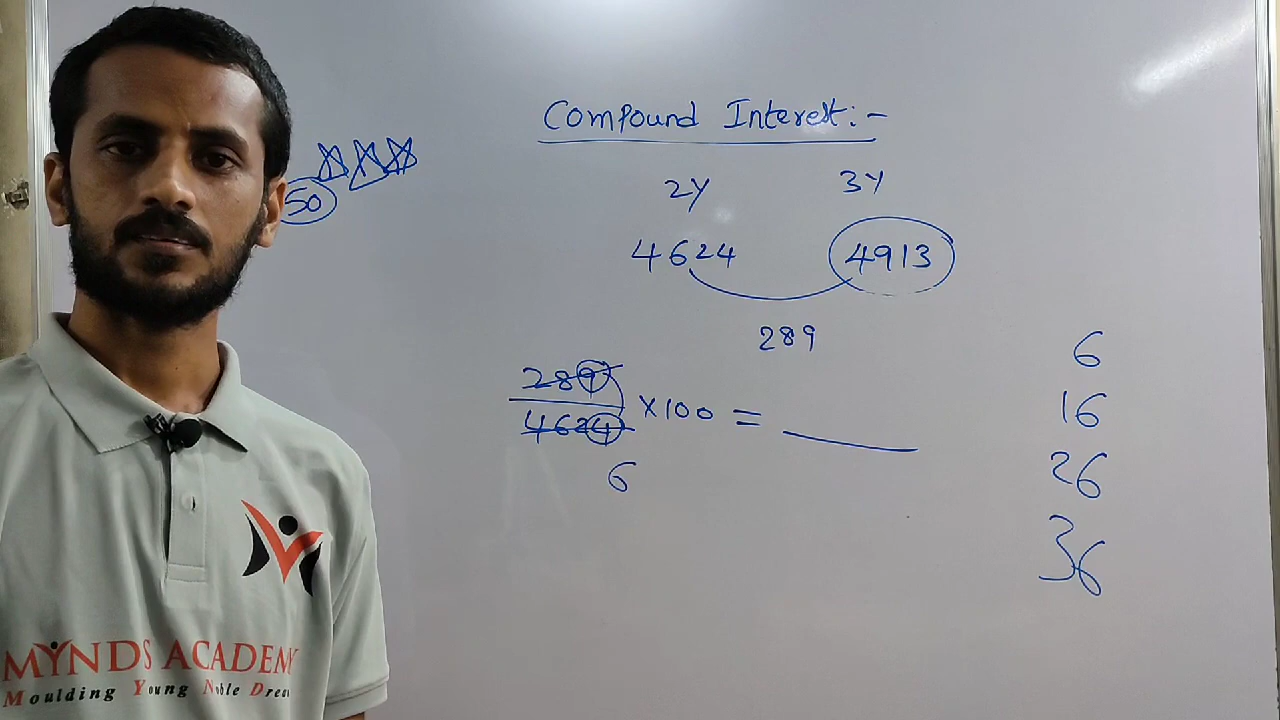 Compound Interest:-
50
2Y 3Y
4624 4913
289
289
4624 ×100 =
6
6
16
26
36
MYNDS ACADEMY
Moulding Young Noble Drea